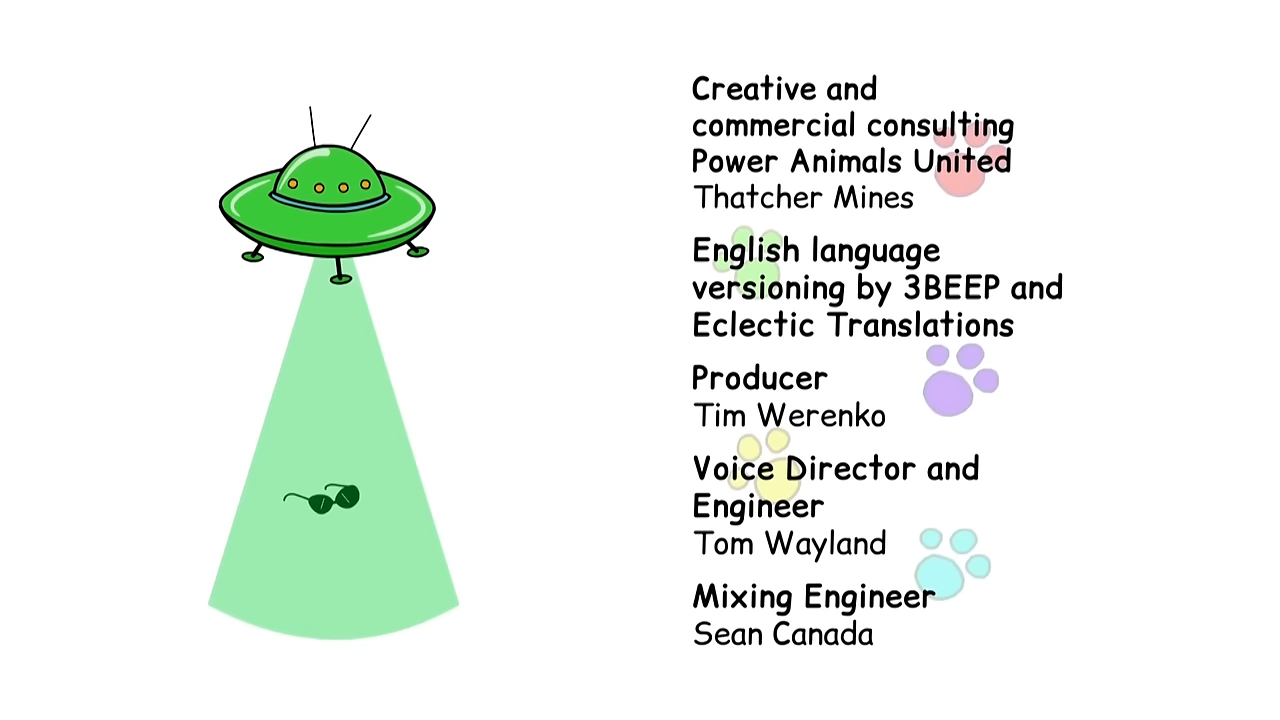 Creative and
commercial consulting
Power Animals United
Thatcher Mines
English language
versioning by 3BEEP and
Eclectic Translations
Producer
Tim Werenko
Voice Director and
Engineer
Tom Wayland
Mixing Engineer
Sean Canada